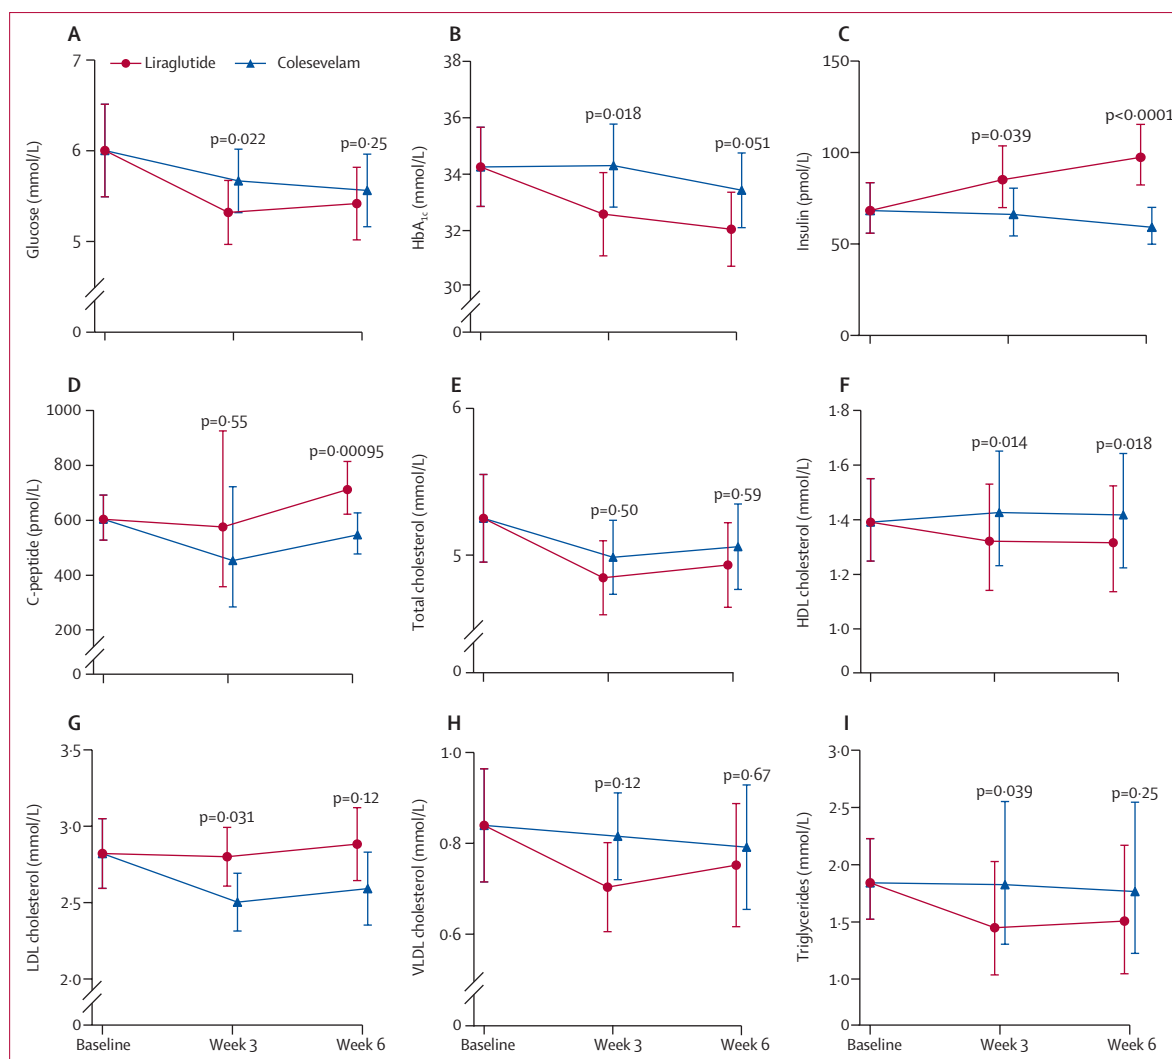 A
Liraglutide
Colesevelam
Glucose (mmol/L)
7
6
5
0
p=0·022
p=0·25
B
HbA1c (mmol/L)
38
36
34
32
30
0
p=0·018
p=0·051
C
Insulin (pmol/L)
150
100
50
0
p=0·039
p<0·0001
D
C-peptide (pmol/L)
1000
800
600
400
200
0
p=0·55
p=0·00095
E
Total cholesterol (mmol/L)
6
5
0
p=0·50
p=0·59
F
HDL cholesterol (mmol/L)
1·8
1·6
1·4
1·2
1·0
0
p=0·014
p=0·018
G
LDL cholesterol (mmol/L)
3·5
3·0
2·5
2·0
0
p=0·031
p=0·12
Baseline
Week 3
Week 6
H
VLDL cholesterol (mmol/L)
1·0
0·8
0·6
0
p=0·12
p=0·67
Baseline
Week 3
Week 6
I
Triglycerides (mmol/L)
3·0
2·5
2·0
1·5
1·0
0
p=0·039
p=0·25
Baseline
Week 3
Week 6